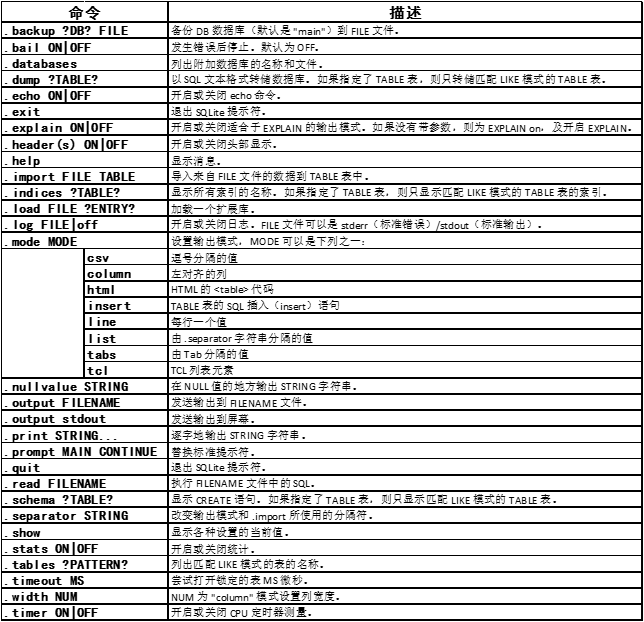 命令 描述
.backup ?DB? FILE 备份 DB 数据库（默认是 "main"）到 FILE 文件。
.bail ON|OFF 发生错误后停止。默认为 OFF。
.databases 列出附加数据库的名称和文件。
.dump ?TABLE? 以 SQL 文本格式转储数据库。如果指定了 TABLE 表，则只转储匹配 LIKE 模式的 TABLE 表。
.echo ON|OFF 开启或关闭 echo 命令。
.exit 退出 SQLite 提示符。
.explain ON|OFF 开启或关闭适合于 EXPLAIN 的输出模式。如果没有带参数，则为 EXPLAIN on，及开启 EXPLAIN。
.header(s) ON|OFF 开启或关闭头部显示。
.help 显示消息。
.import FILE TABLE 导入来自 FILE 文件的数据到 TABLE 表中。
.indices ?TABLE? 显示所有索引的名称。如果指定了 TABLE 表，则只显示匹配 LIKE 模式的 TABLE 表的索引。
.load FILE ?ENTRY? 加载一个扩展库。
.log FILE|off 开启或关闭日志。FILE 文件可以是 stderr（标准错误）/stdout（标准输出）。
.mode MODE 设置输出模式，MODE 可以是下列之一：
csv 逗号分隔的值
column 左对齐的列
html HTML 的 <table> 代码
insert TABLE 表的 SQL 插入（insert）语句
line 每行一个值
list 由 .separator 字符串分隔的值
tabs 由 Tab 分隔的值
tcl TCL 列表元素
.nullvalue STRING 在 NULL 值的地方输出 STRING 字符串。
.output FILENAME 发送输出到 FILENAME 文件。
.output stdout 发送输出到屏幕。
.print STRING... 逐字地输出 STRING 字符串。
.prompt MAIN CONTINUE 替换标准提示符。
.quit 退出 SQLite 提示符。
.read FILENAME 执行 FILENAME 文件中的 SQL。
.schema ?TABLE? 显示 CREATE 语句。如果指定了 TABLE 表，则只显示匹配 LIKE 模式的 TABLE 表。
.separator STRING 改变输出模式和 .import 所使用的分隔符。
.show 显示各种设置的当前值。
.stats ON|OFF 开启或关闭统计。
.tables ?PATTERN? 列出匹配 LIKE 模式的表的名称。
.timeout MS 尝试打开锁定的表 MS 微秒。
.width NUM NUM 为 "column" 模式设置列宽度。
.timer ON|OFF 开启或关闭 CPU 定时器测量。